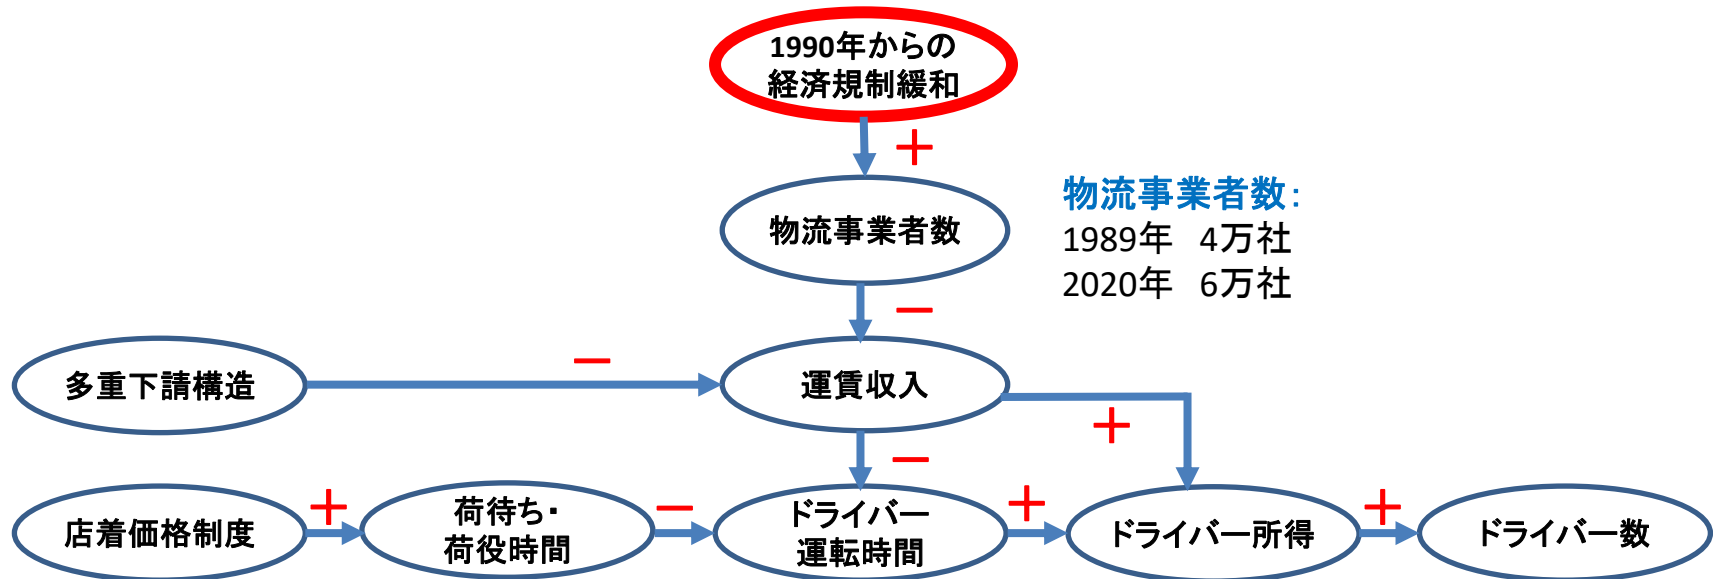 1990年からの
経済規制緩和
＋
物流事業者数
物流事業者数：
1989年　4万社
2020年　6万社
－
多重下請構造
－
運賃収入
＋
－
店着価格制度
＋
荷待ち・
荷役時間
－
ドライバー
運転時間
＋
ドライバー所得
＋
ドライバー数